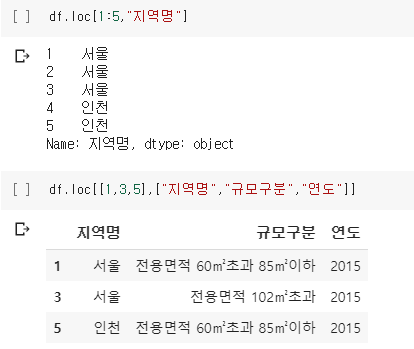 [ ] df.loc[1:5,"지역명"]
1 서울
2 서울
3 서울
4 인천
5 인천
Name: 지역명, dtype: object
[ ] df.loc[[1,3,5],["지역명","규모구분","연도"]]
지역명 규모구분 연도
1 서울 전용면적 60㎡초과 85㎡이하 2015
3 서울 전용면적 102㎡초과 2015
5 인천 전용면적 60㎡초과 85㎡이하 2015